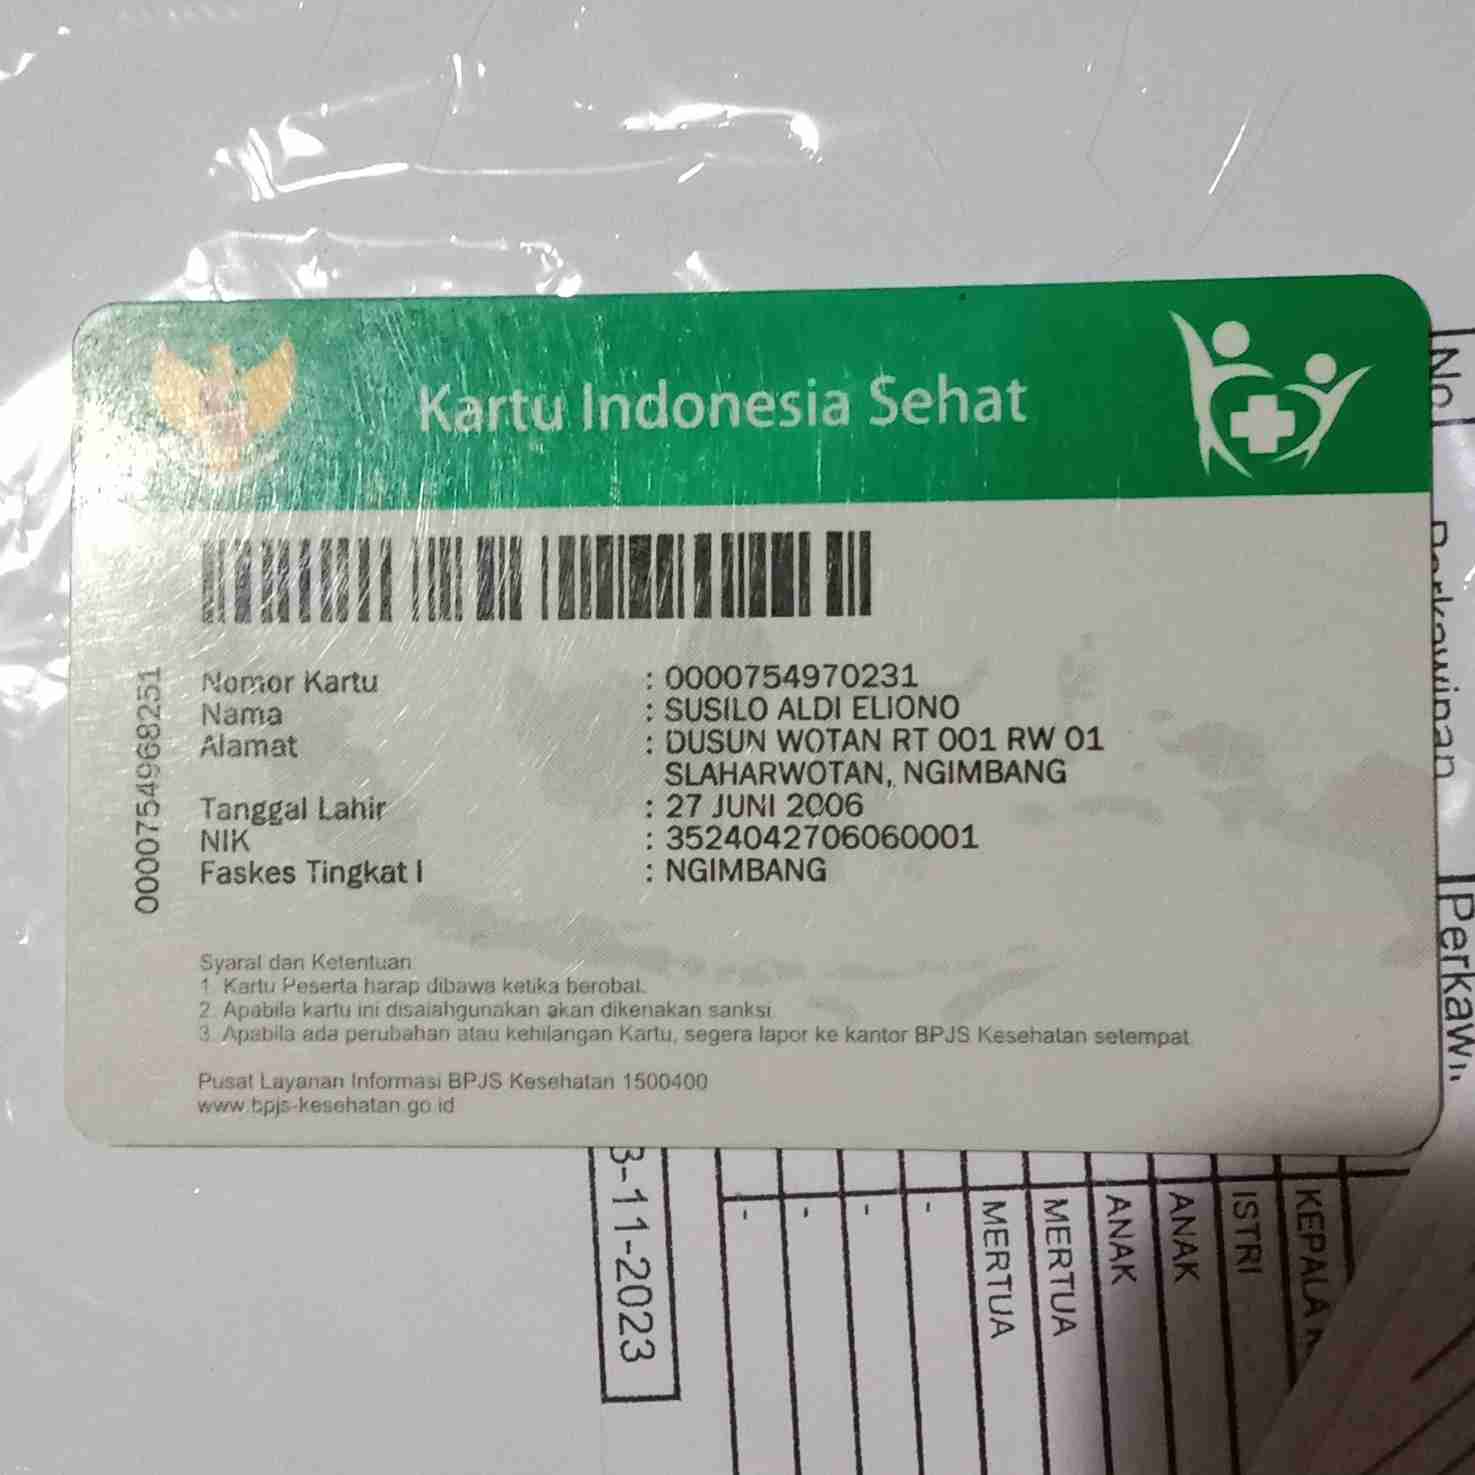 Kartu Indonesia Sehat
Nomor Kartu : 0000754970231
Nama : SUSILO ALDI ELIONO
Alamat : DUSUN WOTAN RT 001 RW 01
SLAHARWOTAN, NGIMBANG
Tanggal Lahir : 27 JUNI 2006
NIK : 3524042706060001
Faskes Tingkat I : NGIMBANG
0000754968251
Syarat dan Ketentuan
1. Kartu Peserta harap dibawa ketika berobat.
2. Apabila kartu ini disalahgunakan akan dikenakan sanksi
3. Apabila ada perubahan atau kehilangan Kartu, segera lapor ke kantor BPJS Kesehatan setempat
Pusat Layanan Informasi BPJS Kesehatan 1500400
www.bpjs-kesehatan.go.id
No
3-11-2023
KEPALA
ISTRI
ANAK
ANAK
MERTUA
MERTUA
-
-
-
-